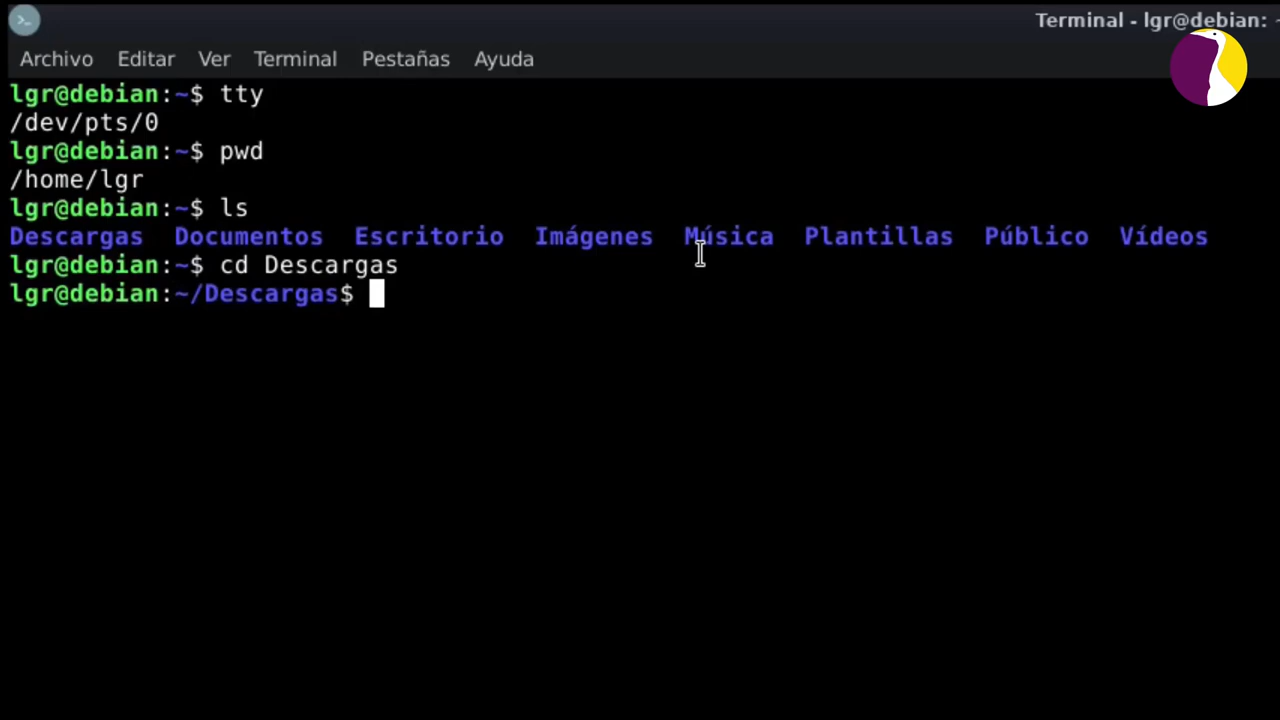 Terminal - lgr@debian: ~
Archivo Editar Ver Terminal Pestañas Ayuda
lgr@debian:~$ tty
/dev/pts/0
lgr@debian:~$ pwd
/home/lgr
lgr@debian:~$ ls
Descargas Documentos Escritorio Imágenes Música Plantillas Público Vídeos
lgr@debian:~$ cd Descargas
lgr@debian:~/Descargas$